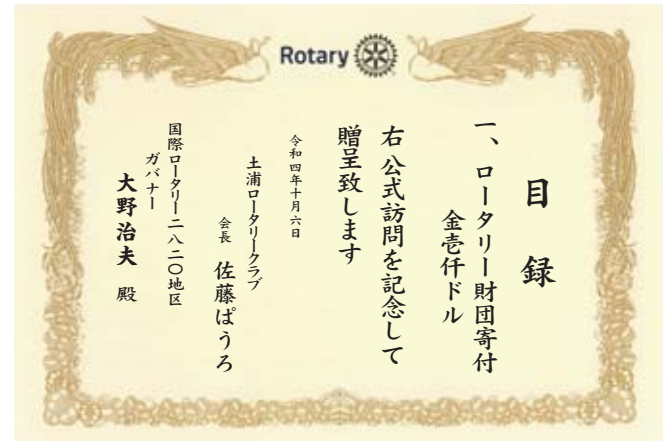 Rotary
目録
一、ロータリー財団寄付
金壱仟ドル
右 公式訪問を記念して
贈呈致します
令和四年十月六日
土浦ロータリークラブ
会長 佐藤ぱうろ
国際ロータリー二八二〇地区
ガバナー
大野治夫 殿